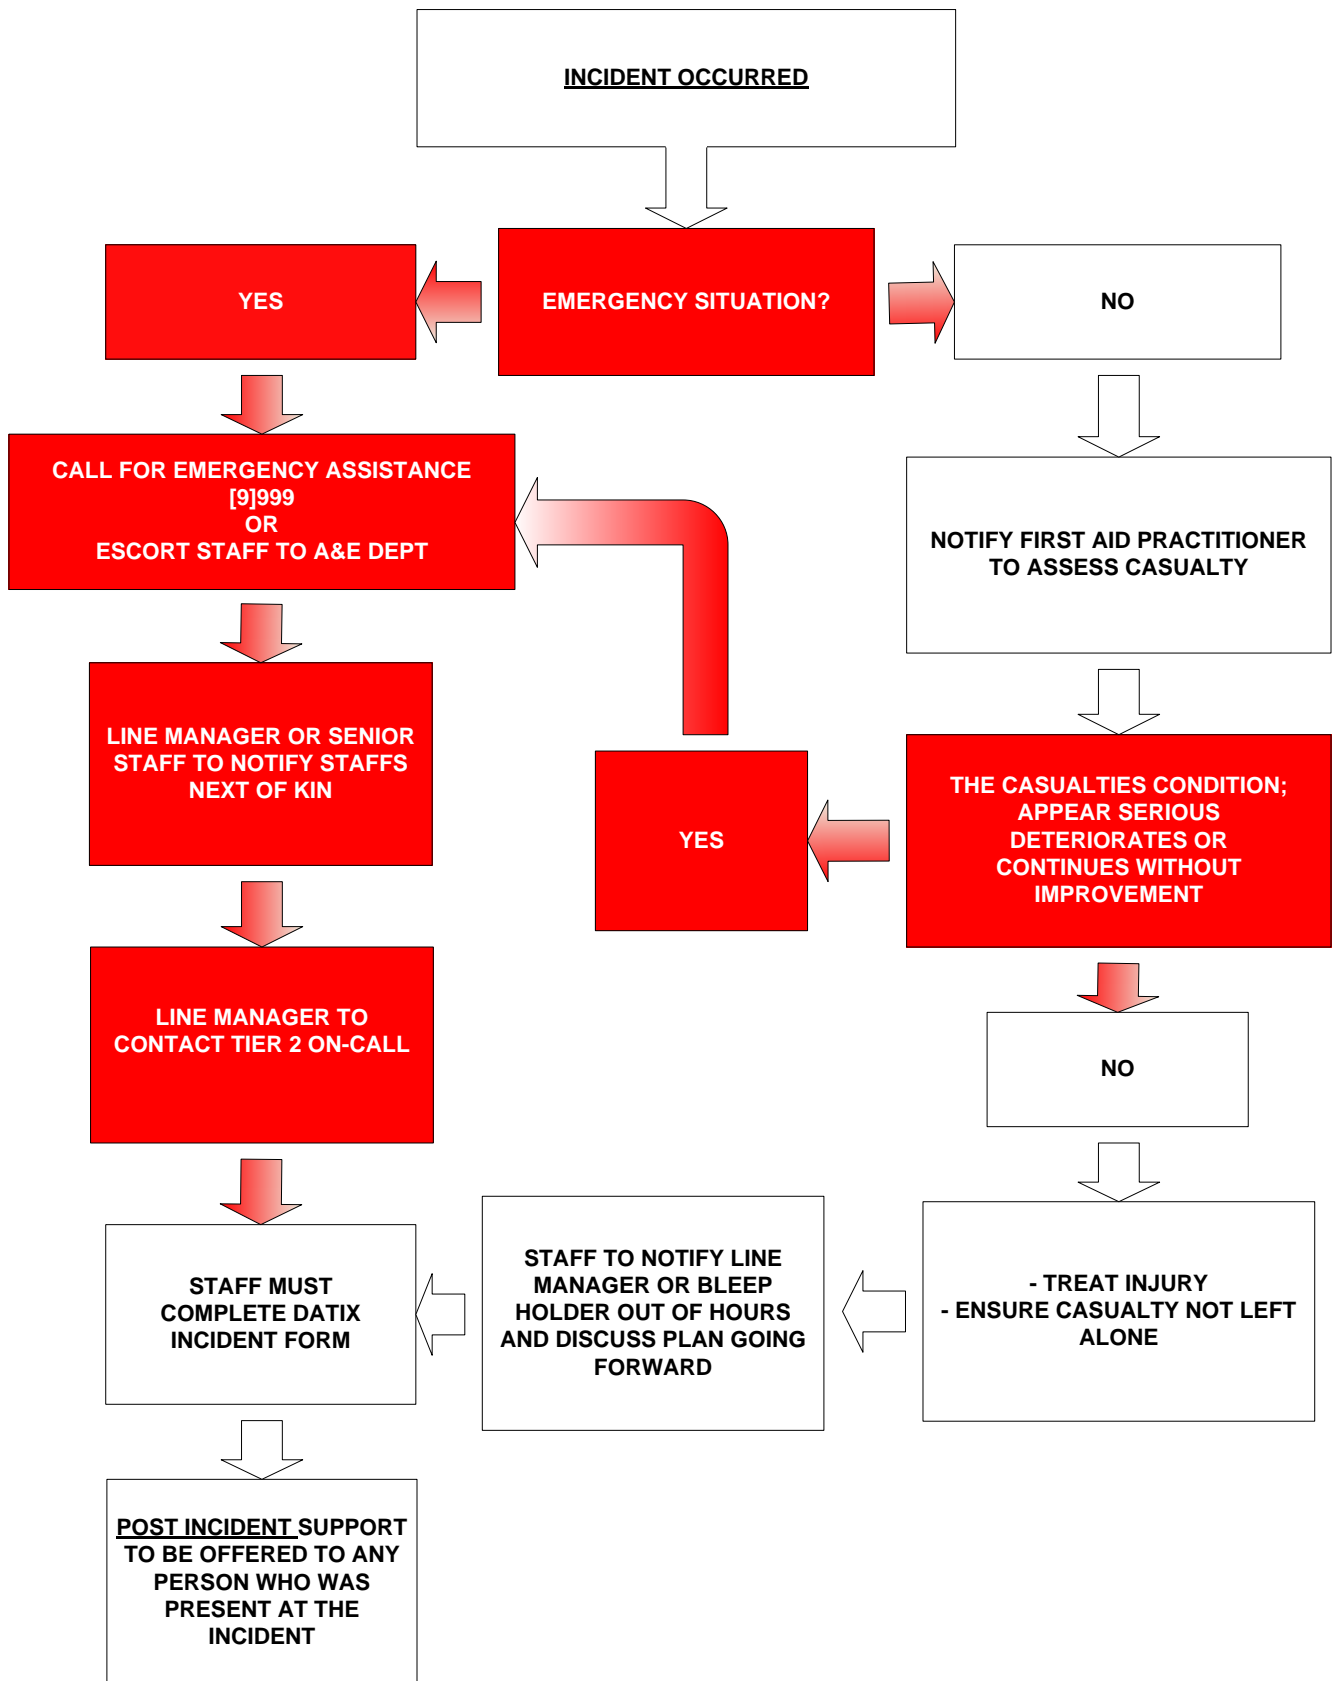 INCIDENT OCCURRED
YES
EMERGENCY SITUATION?
NO
CALL FOR EMERGENCY ASSISTANCE
[9]999
OR
ESCORT STAFF TO A&E DEPT
NOTIFY FIRST AID PRACTITIONER
TO ASSESS CASUALTY
LINE MANAGER OR SENIOR
STAFF TO NOTIFY STAFFS
NEXT OF KIN
YES
THE CASUALTIES CONDITION;
APPEAR SERIOUS
DETERIORATES OR
CONTINUES WITHOUT
IMPROVEMENT
LINE MANAGER TO
CONTACT TIER 2 ON-CALL
NO
STAFF MUST
COMPLETE DATIX
INCIDENT FORM
STAFF TO NOTIFY LINE
MANAGER OR BLEEP
HOLDER OUT OF HOURS
AND DISCUSS PLAN GOING
FORWARD
- TREAT INJURY
- ENSURE CASUALTY NOT LEFT
ALONE
POST INCIDENT SUPPORT
TO BE OFFERED TO ANY
PERSON WHO WAS
PRESENT AT THE
INCIDENT